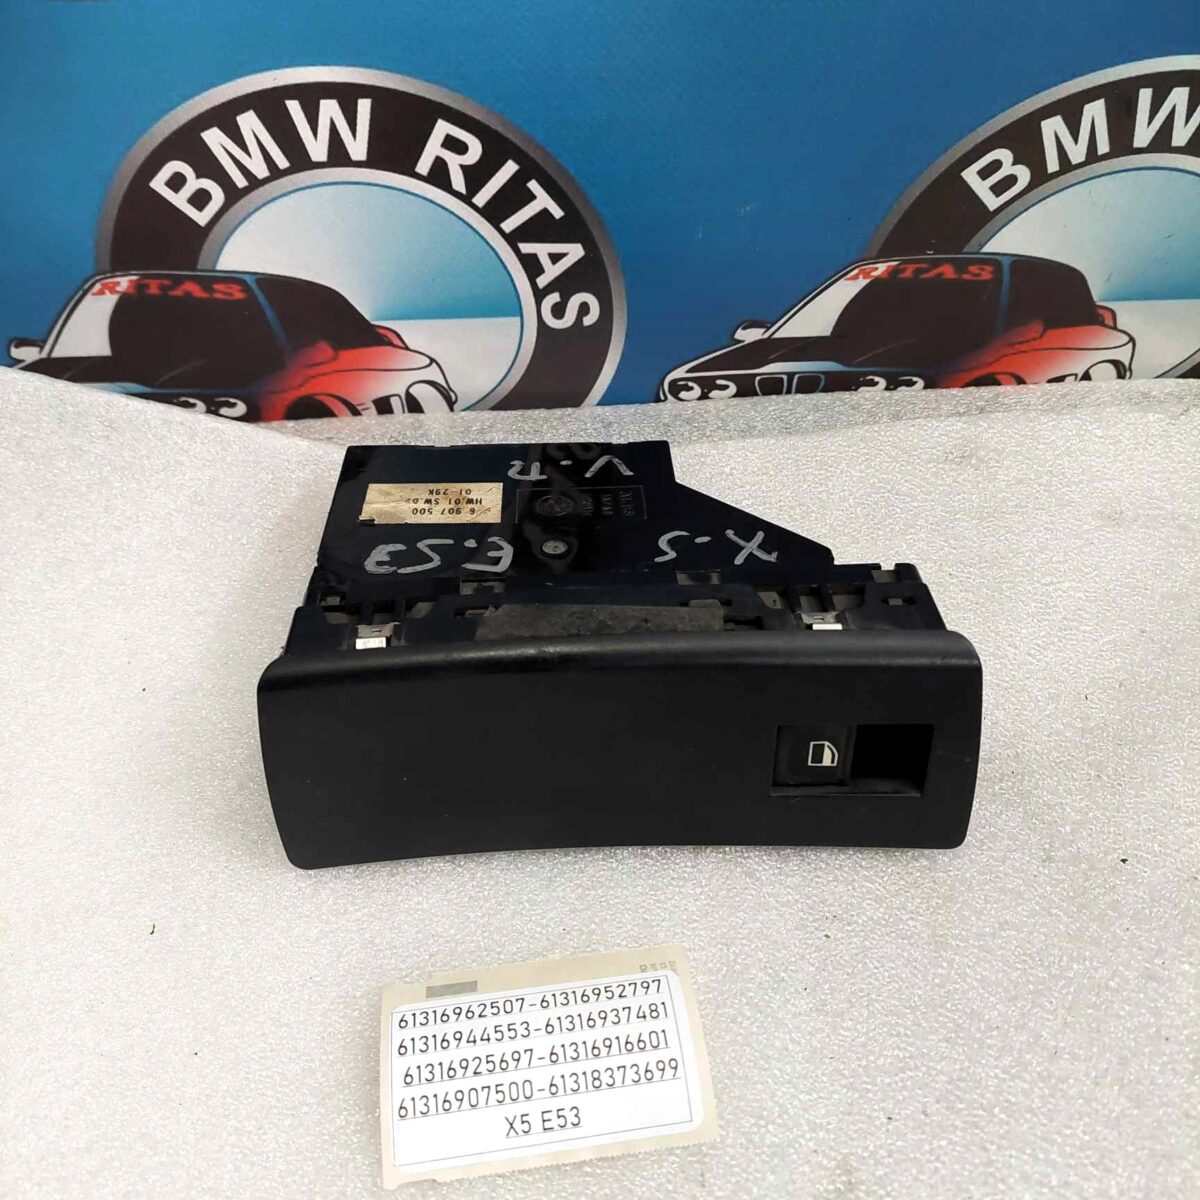 BMW RITAS
BMW
RITAS
RITAS
V-R
6 907 500
HW.01 SW.02
01-29K
E.53
X-5
61316962507-61316952797
61316944553-61316937481
61316925697-61316916601
61316907500-61318373699
X5 E53